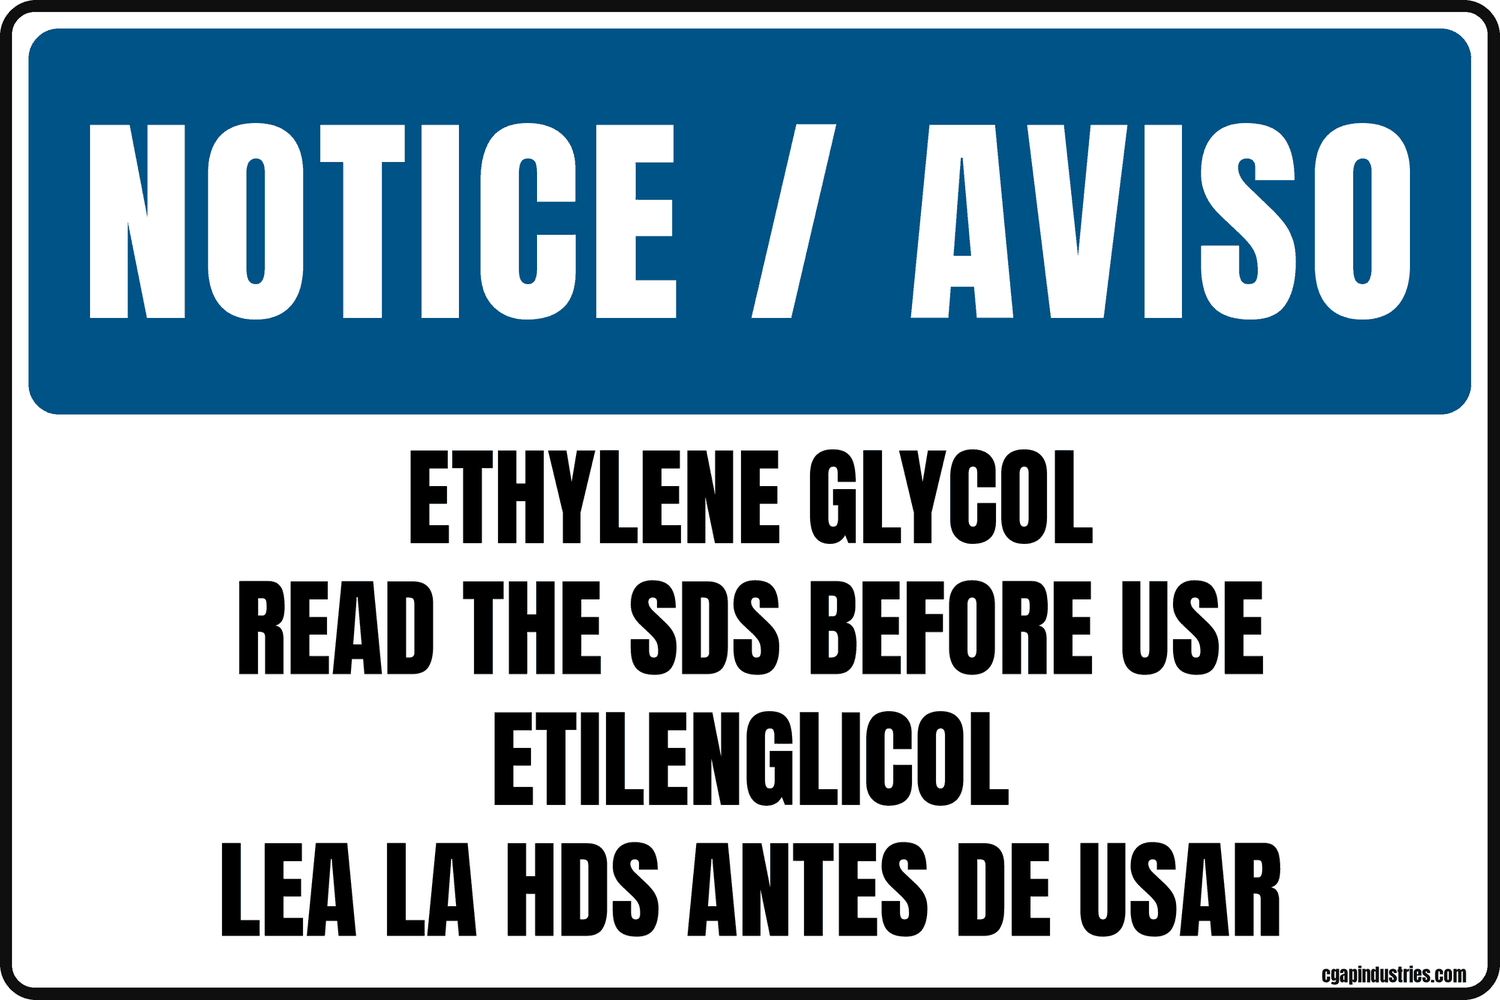 NOTICE / AVISO
ETHYLENE GLYCOL
READ THE SDS BEFORE USE
ETILENGLICOL
LEA LA HDS ANTES DE USAR
cgapindustries.com